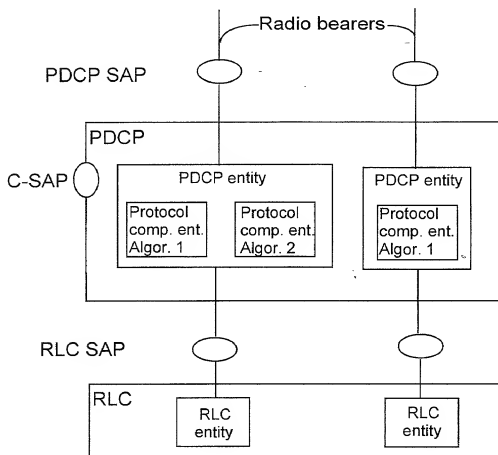 Radio bearers
PDCP SAP
PDCP
C-SAP
PDCP entity
Protocol
comp. ent.
Algor. 1
Protocol
comp. ent.
Algor. 2
PDCP entity
Protocol
comp. ent.
Algor. 1
RLC SAP
RLC
RLC
entity
RLC
entity